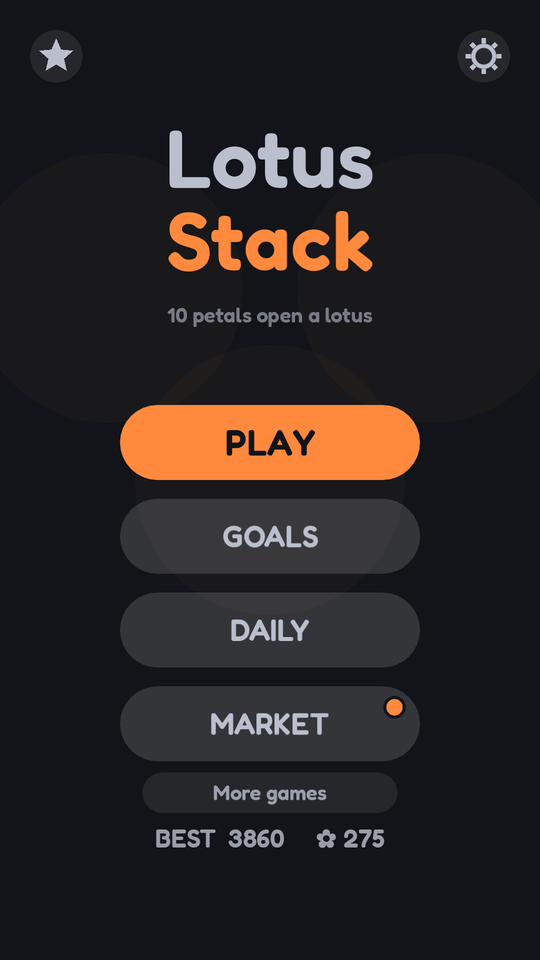 Lotus
Stack
10 petals open a lotus
PLAY
GOALS
DAILY
MARKET
More games
BEST 3860 ✿ 275